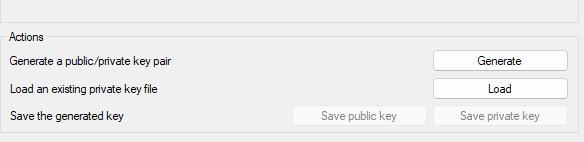 Actions
Generate a public/private key pair Generate
Load an existing private key file Load
Save the generated key Save public key Save private key